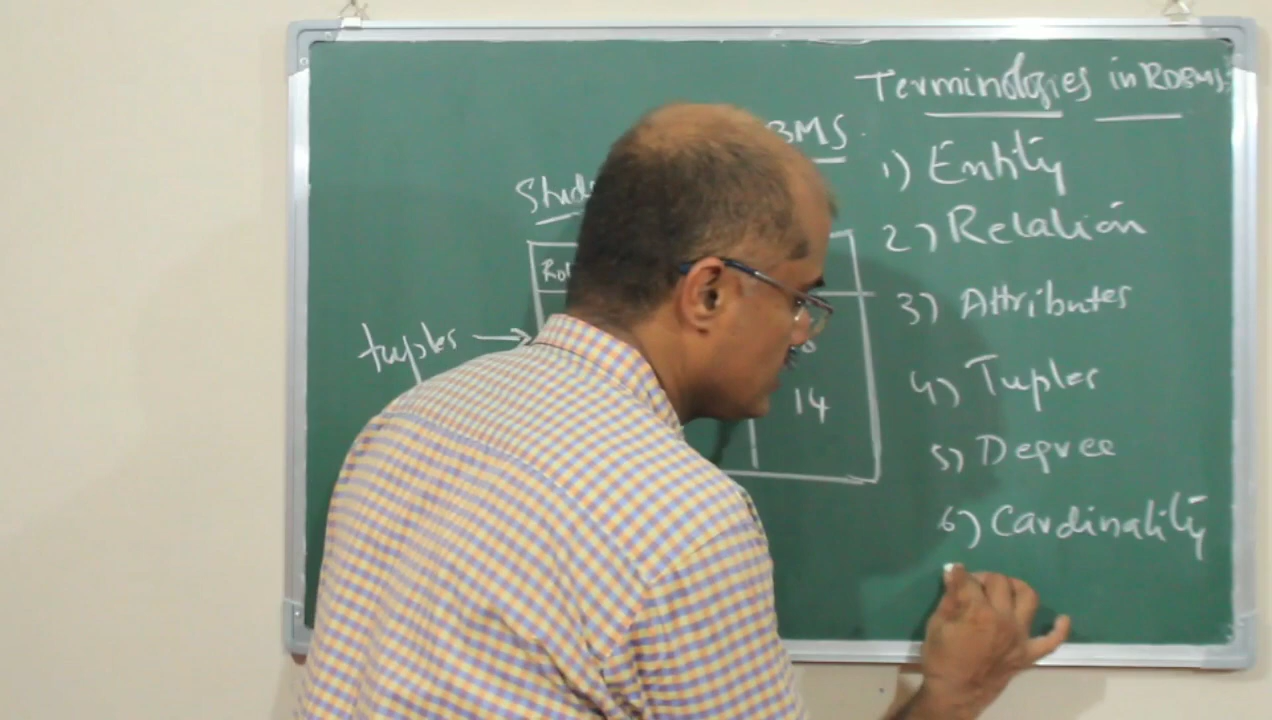 Terminologies in RDBMS:
BMS.
1) Entity
2) Relation
3) Attributes
tuples →
4) Tuples
14
5) Degree
6) Cardinality